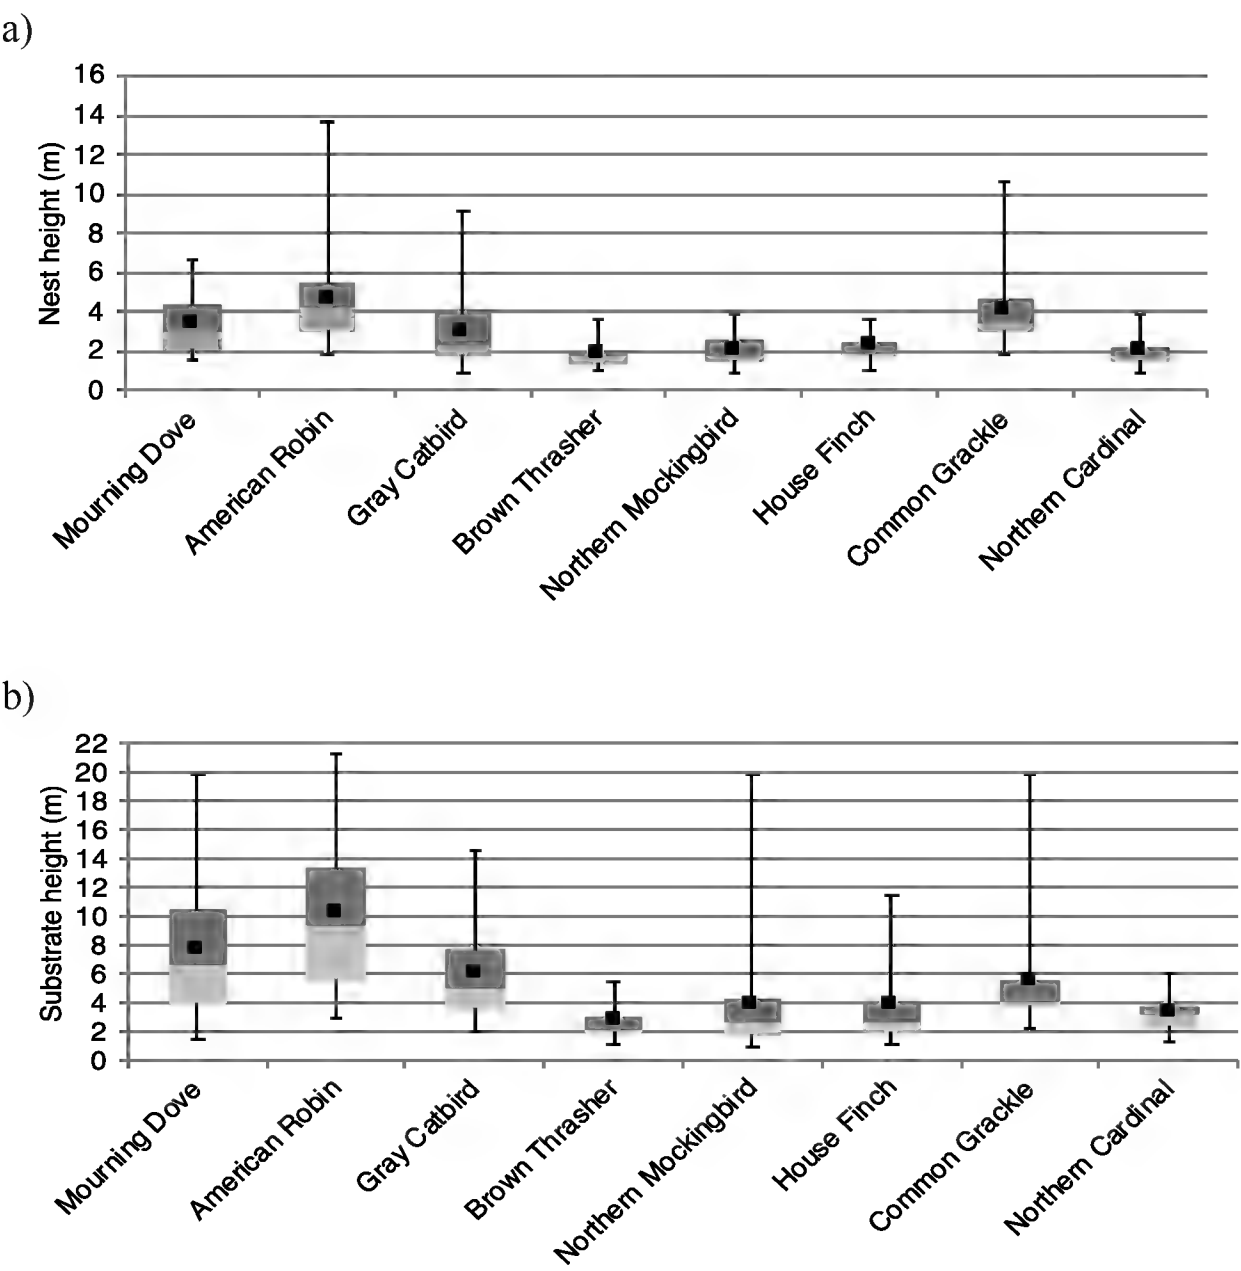 a)
16
14
12
10
8
6
4
2
0
Nest height (m)
Mourning Dove
American Robin
Gray Catbird
Brown Thrasher
Northern Mockingbird
House Finch
Common Grackle
Northern Cardinal
b)
22
20
18
16
14
12
10
8
6
4
2
0
Substrate height (m)
Mourning Dove
American Robin
Gray Catbird
Brown Thrasher
Northern Mockingbird
House Finch
Common Grackle
Northern Cardinal